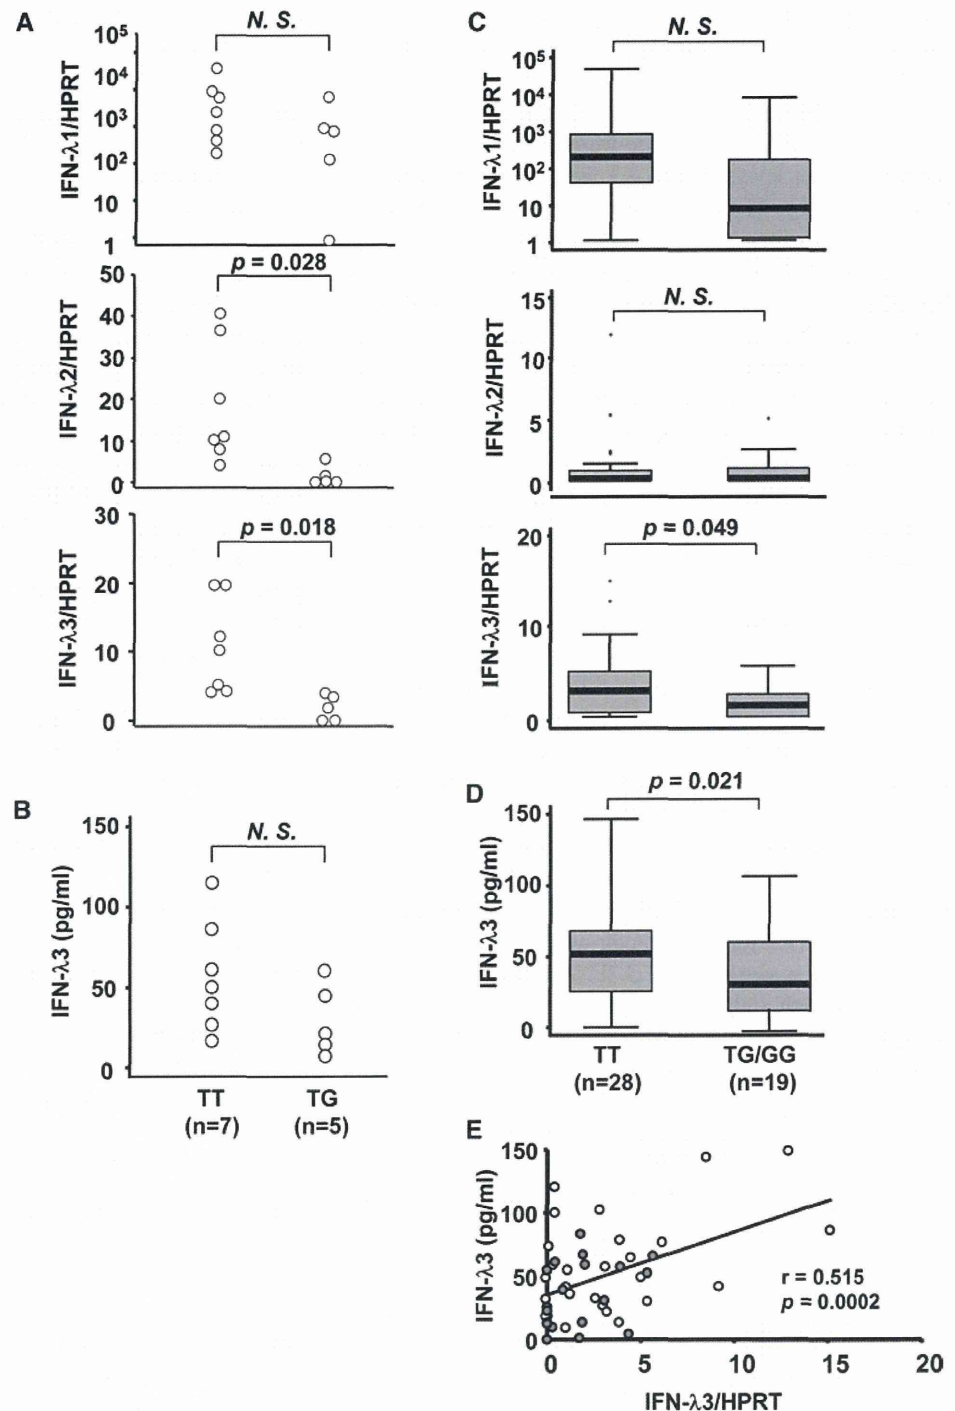 A
N. S.
IFN-λ1/HPRT
10⁵
10⁴
10³
10²
10
1
p = 0.028
IFN-λ2/HPRT
50
40
30
20
10
0
p = 0.018
IFN-λ3/HPRT
30
20
10
0
B
N. S.
IFN-λ3 (pg/ml)
150
100
50
0
TT
TG
(n=7)
(n=5)
C
N. S.
IFN-λ1/HPRT
10⁵
10⁴
10³
10²
10
1
N. S.
IFN-λ2/HPRT
15
10
5
0
p = 0.049
IFN-λ3/HPRT
20
10
0
D
p = 0.021
IFN-λ3 (pg/ml)
150
100
50
0
TT
TG/GG
(n=28)
(n=19)
E
IFN-λ3 (pg/ml)
150
100
50
0
r = 0.515
p = 0.0002
0 5 10 15 20
IFN-λ3/HPRT